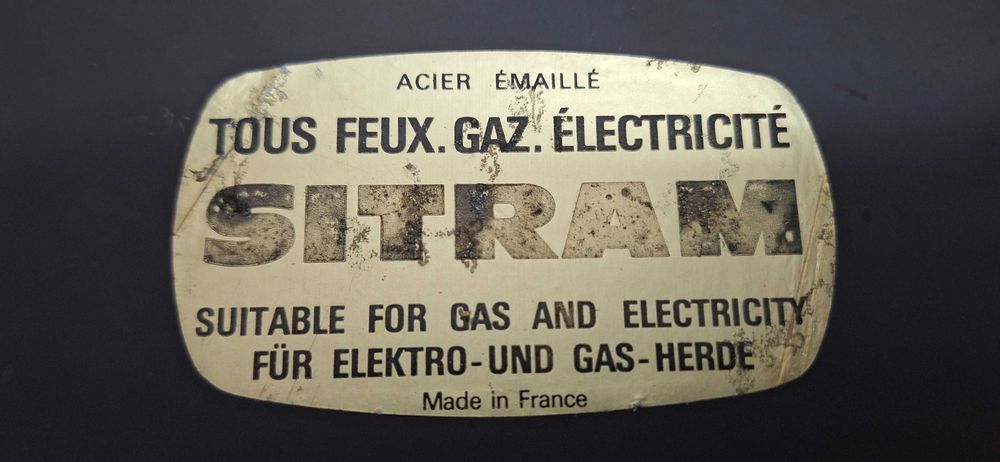 ACIER ÉMAILLÉ
TOUS FEUX. GAZ. ÉLECTRICITÉ
SITRAM
SUITABLE FOR GAS AND ELECTRICITY
FÜR ELEKTRO-UND GAS-HERDE
Made in France